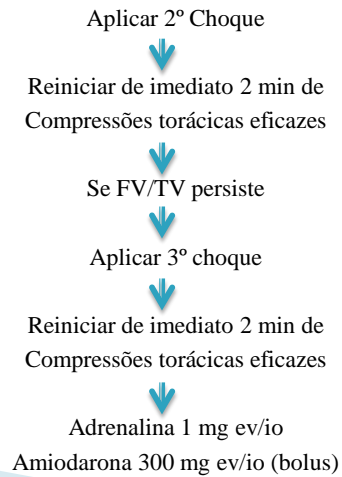 Aplicar 2º Choque
Reiniciar de imediato 2 min de
Compressões torácicas eficazes
Se FV/TV persiste
Aplicar 3º choque
Reiniciar de imediato 2 min de
Compressões torácicas eficazes
Adrenalina 1 mg ev/io
Amiodarona 300 mg ev/io (bolus)